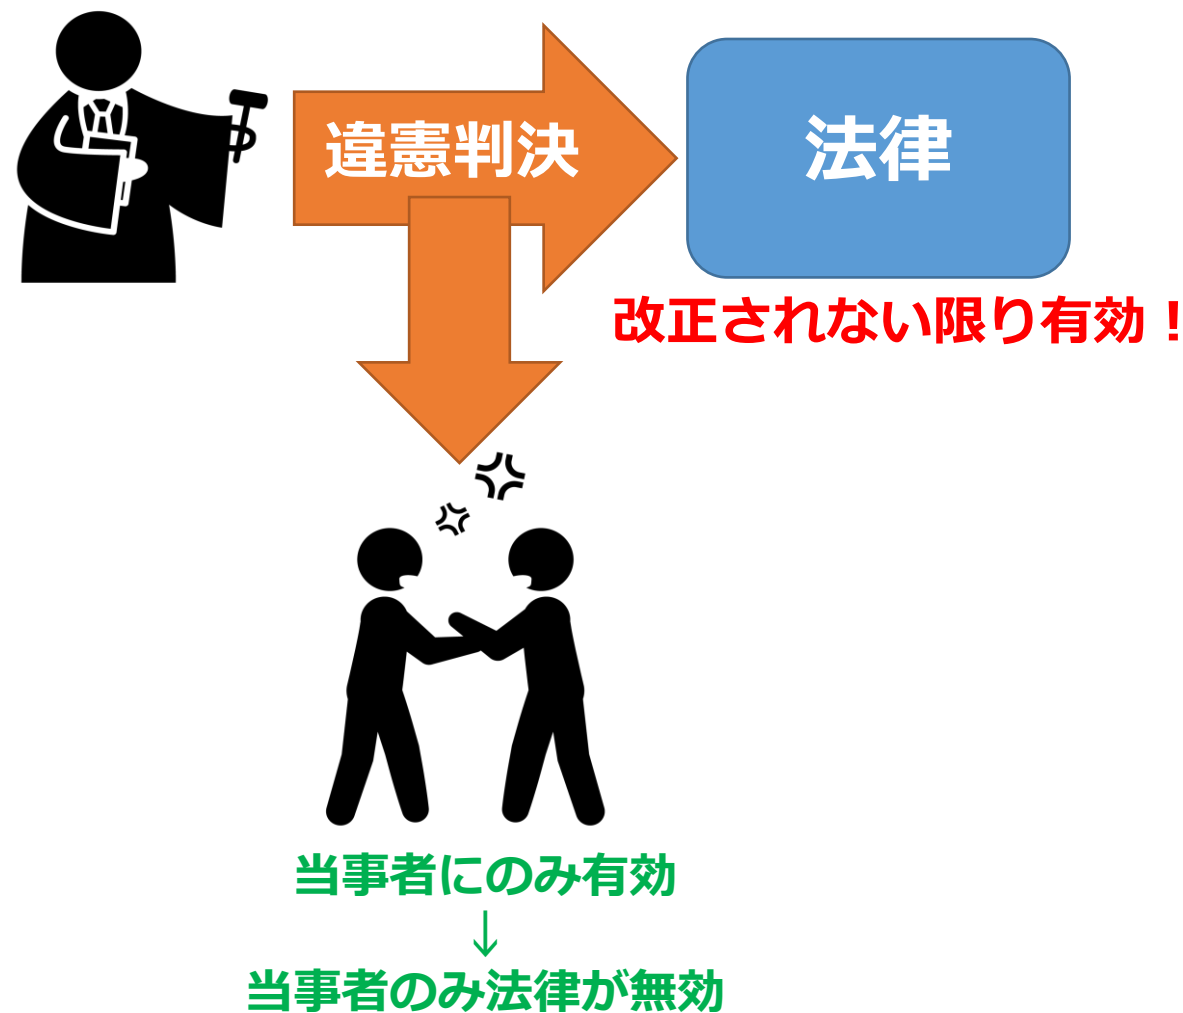 違憲判決
法律
改正されない限り有効！
当事者にのみ有効
↓
当事者のみ法律が無効